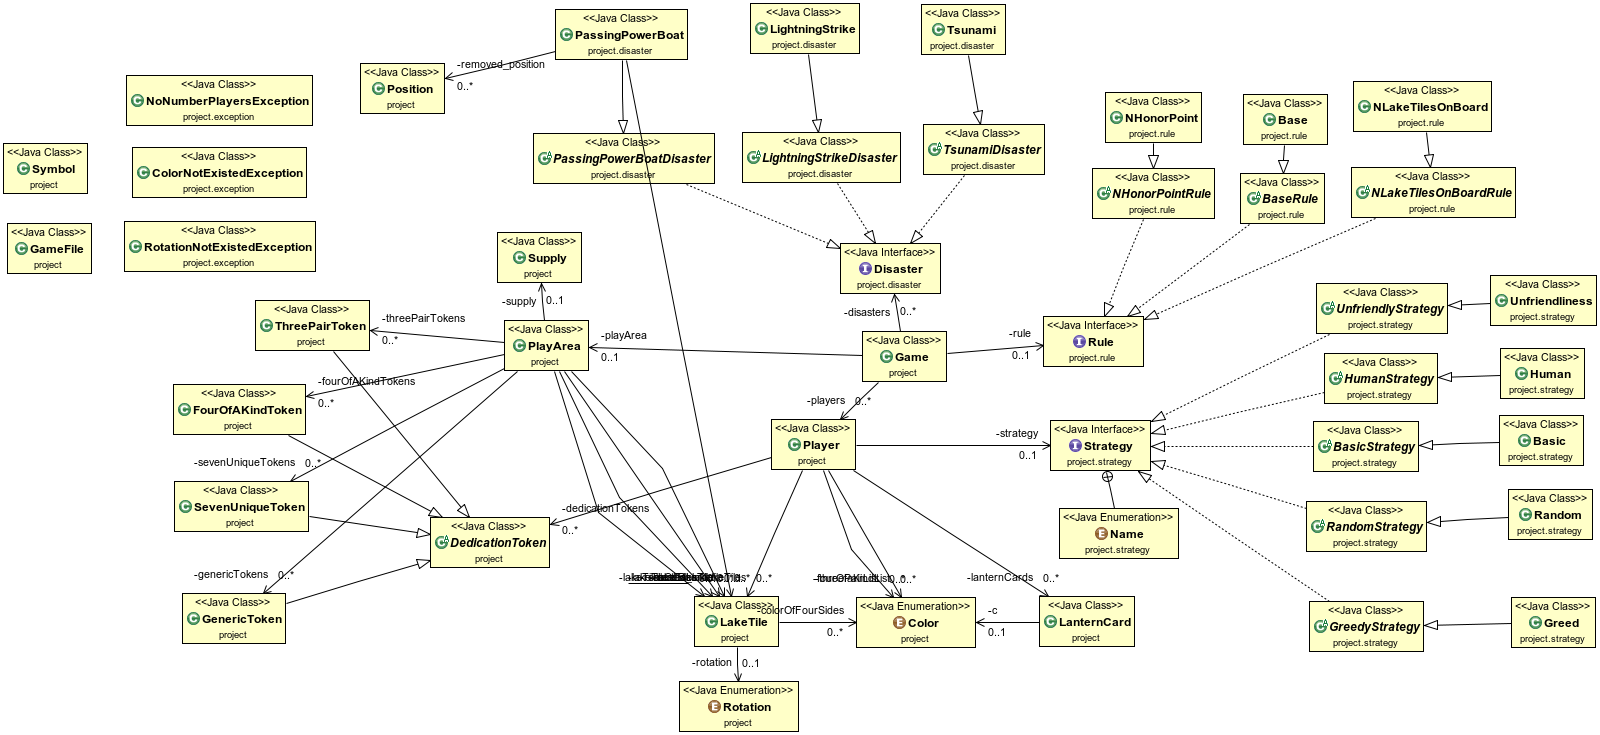 <<Java Class>>
PassingPowerBoat
project.disaster
<<Java Class>>
LightningStrike
project.disaster
<<Java Class>>
Tsunami
project.disaster
-removed_position
0..*
<<Java Class>>
Position
project
<<Java Class>>
NoNumberPlayersException
project.exception
<<Java Class>>
NHonorPoint
project.rule
<<Java Class>>
Base
project.rule
<<Java Class>>
NLakeTilesOnBoard
project.rule
<<Java Class>>
PassingPowerBoatDisaster
project.disaster
<<Java Class>>
LightningStrikeDisaster
project.disaster
<<Java Class>>
TsunamiDisaster
project.disaster
<<Java Class>>
Symbol
project
<<Java Class>>
ColorNotExistedException
project.exception
<<Java Class>>
NHonorPointRule
project.rule
<<Java Class>>
BaseRule
project.rule
<<Java Class>>
NLakeTilesOnBoardRule
project.rule
<<Java Class>>
GameFile
project
<<Java Class>>
RotationNotExistedException
project.exception
<<Java Class>>
Supply
project
<<Java Interface>>
Disaster
project.disaster
-supply
0..1
-disasters
0..*
<<Java Class>>
ThreePairToken
project
-threePairTokens
0..*
<<Java Class>>
PlayArea
project
-playArea
0..1
<<Java Class>>
Game
project
-rule
0..1
<<Java Interface>>
Rule
project.rule
<<Java Class>>
UnfriendlyStrategy
project.strategy
<<Java Class>>
Unfriendliness
project.strategy
-fourOfAKindTokens
0..*
<<Java Class>>
FourOfAKindToken
project
-players
0..*
<<Java Class>>
HumanStrategy
project.strategy
<<Java Class>>
Human
project.strategy
<<Java Class>>
Player
project
-strategy
0..1
<<Java Interface>>
Strategy
project.strategy
<<Java Class>>
BasicStrategy
project.strategy
<<Java Class>>
Basic
project.strategy
-sevenUniqueTokens
0..*
<<Java Class>>
SevenUniqueToken
project
<<Java Class>>
DedicationToken
project
-dedicationTokens
0..*
<<Java Enumeration>>
Name
project.strategy
<<Java Class>>
RandomStrategy
project.strategy
<<Java Class>>
Random
project.strategy
-genericTokens
0..*
<<Java Class>>
GenericToken
project
0..*
-lanternCards
0..*
<<Java Class>>
LakeTile
project
-colorOfFourSides
0..*
<<Java Enumeration>>
Color
project
-c
0..1
<<Java Class>>
LanternCard
project
<<Java Class>>
GreedyStrategy
project.strategy
<<Java Class>>
Greed
project.strategy
-rotation
0..1
<<Java Enumeration>>
Rotation
project